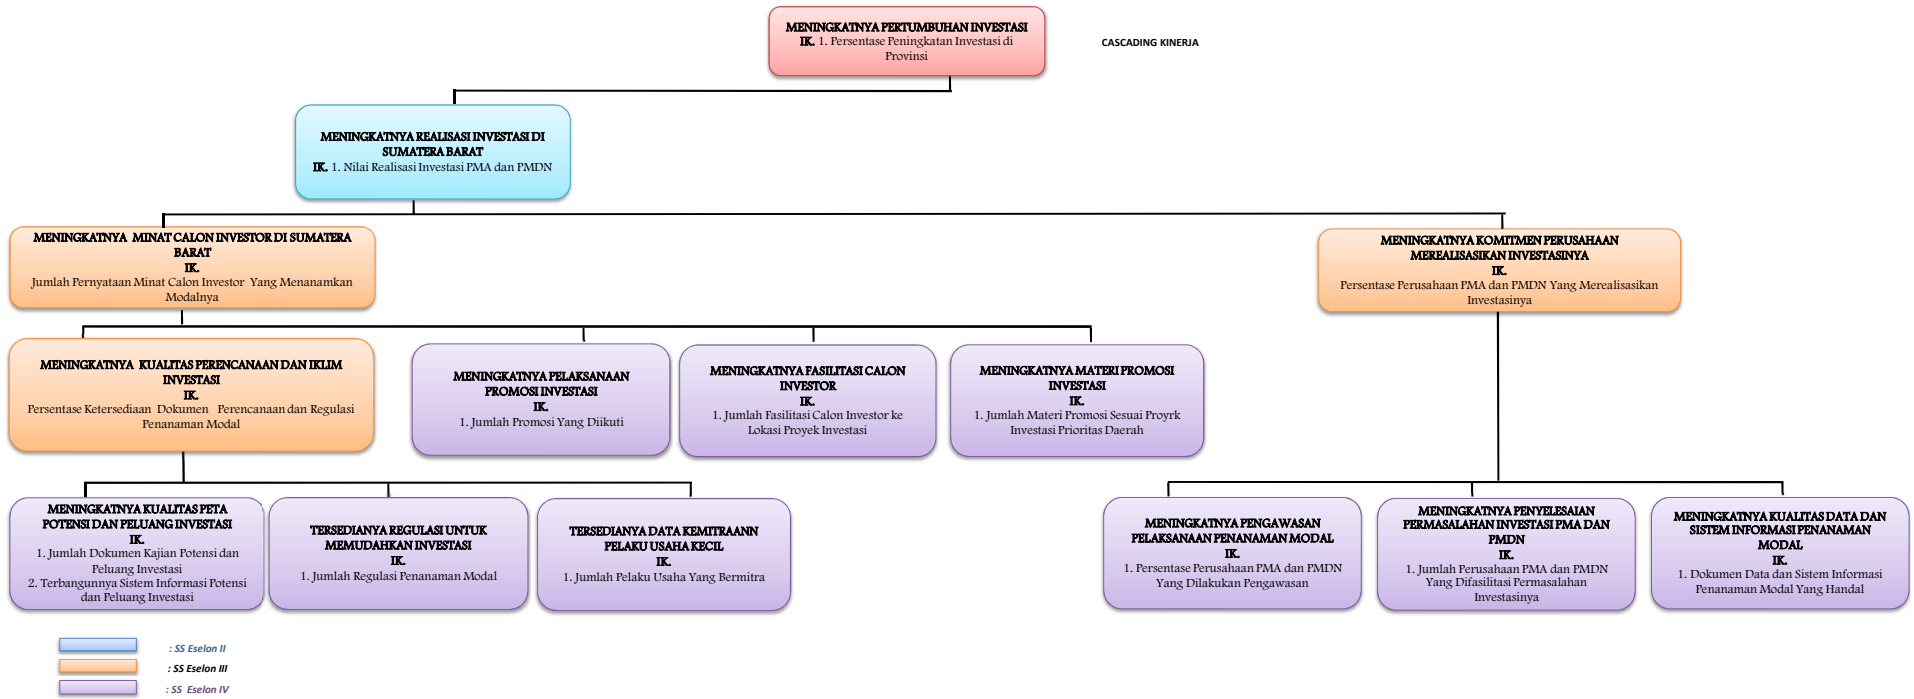 MENINGKATNYA PERTUMBUHAN INVESTASI
IK. 1. Persentase Peningkatan Investasi di
Provinsi
CASCADING KINERJA
MENINGKATNYA REALISASI INVESTASI DI
SUMATERA BARAT
IK. 1. Nilai Realisasi Investasi PMA dan PMDN
MENINGKATNYA MINAT CALON INVESTOR DI SUMATERA
BARAT
IK.
Jumlah Pernyataan Minat Calon Investor Yang Menanamkan
Modalnya
MENINGKATNYA KOMITMEN PERUSAHAAN
MEREALISASIKAN INVESTASINYA
IK.
Persentase Perusahaan PMA dan PMDN Yang Merealisasikan
Investasinya
MENINGKATNYA KUALITAS PERENCANAAN DAN IKLIM
INVESTASI
IK.
Persentase Ketersediaan Dokumen Perencanaan dan Regulasi
Penanaman Modal
MENINGKATNYA PELAKSANAAN
PROMOSI INVESTASI
IK.
1. Jumlah Promosi Yang Diikuti
MENINGKATNYA FASILITASI CALON
INVESTOR
IK.
1. Jumlah Fasilitasi Calon Investor ke
Lokasi Proyek Investasi
MENINGKATNYA MATERI PROMOSI
INVESTASI
IK.
1. Jumlah Materi Promosi Sesuai Proyrk
Investasi Prioritas Daerah
MENINGKATNYA KUALITAS PETA
POTENSI DAN PELUANG INVESTASI
IK.
1. Jumlah Dokumen Kajian Potensi dan
Peluang Investasi
2. Terbangunnya Sistem Informasi Potensi
dan Peluang Investasi
TERSEDIANYA REGULASI UNTUK
MEMUDAHKAN INVESTASI
IK.
1. Jumlah Regulasi Penanaman Modal
TERSEDIANYA DATA KEMITRAANN
PELAKU USAHA KECIL
IK.
1. Jumlah Pelaku Usaha Yang Bermitra
MENINGKATNYA PENGAWASAN
PELAKSANAAN PENANAMAN MODAL
IK.
1. Persentase Perusahaan PMA dan PMDN
Yang Dilakukan Pengawasan
MENINGKATNYA PENYELESAIAN
PERMASALAHAN INVESTASI PMA DAN
PMDN
IK.
1. Jumlah Perusahaan PMA dan PMDN
Yang Difasilitasi Permasalahan
Investasinya
MENINGKATNYA KUALITAS DATA DAN
SISTEM INFORMASI PENANAMAN
MODAL
IK.
1. Dokumen Data dan Sistem Informasi
Penanaman Modal Yang Handal
: SS Eselon II
: SS Eselon III
: SS Eselon IV